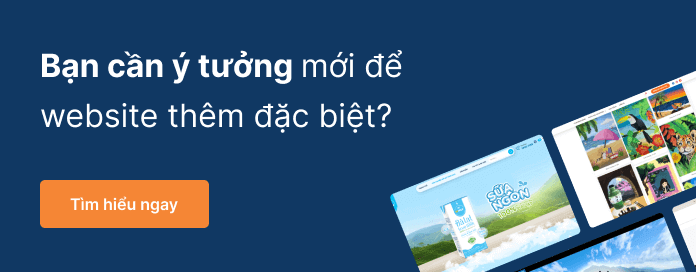 Bạn cần ý tưởng mới để
website thêm đặc biệt?
Tìm hiểu ngay
SỮA
NGON